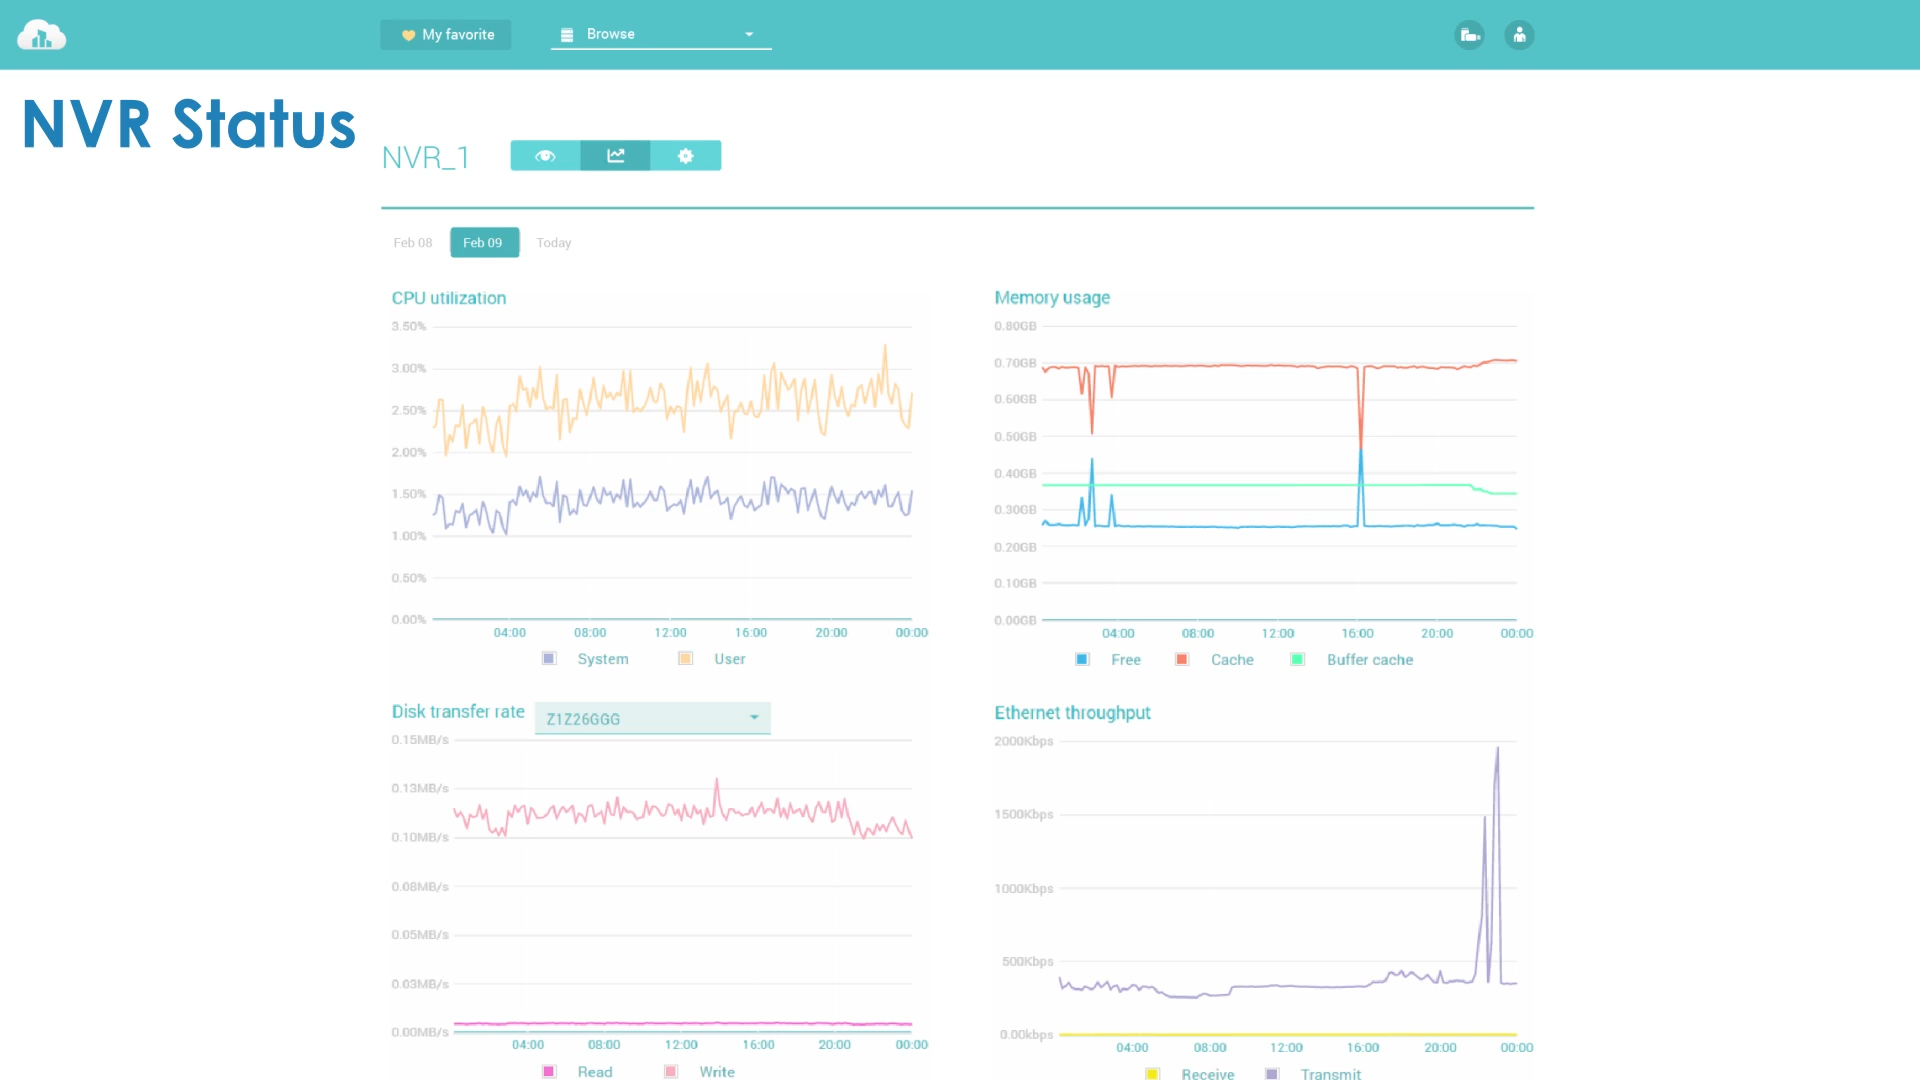 My favorite
Browse
NVR Status
NVR_1
Feb 08
Feb 09
Today
CPU utilization
3.50%
3.00%
2.50%
2.00%
1.50%
1.00%
0.50%
0.00%
04:00 08:00 12:00 16:00 20:00 00:00
System User
Memory usage
0.80GB
0.70GB
0.60GB
0.50GB
0.40GB
0.30GB
0.20GB
0.10GB
0.00GB
04:00 08:00 12:00 16:00 20:00 00:00
Free Cache Buffer cache
Disk transfer rate
Z1Z26GGG
0.15MB/s
0.13MB/s
0.10MB/s
0.08MB/s
0.05MB/s
0.03MB/s
0.00MB/s
04:00 08:00 12:00 16:00 20:00 00:00
Read Write
Ethernet throughput
2000Kbps
1500Kbps
1000Kbps
500Kbps
0.00kbps
04:00 08:00 12:00 16:00 20:00 00:00
Receive Transmit